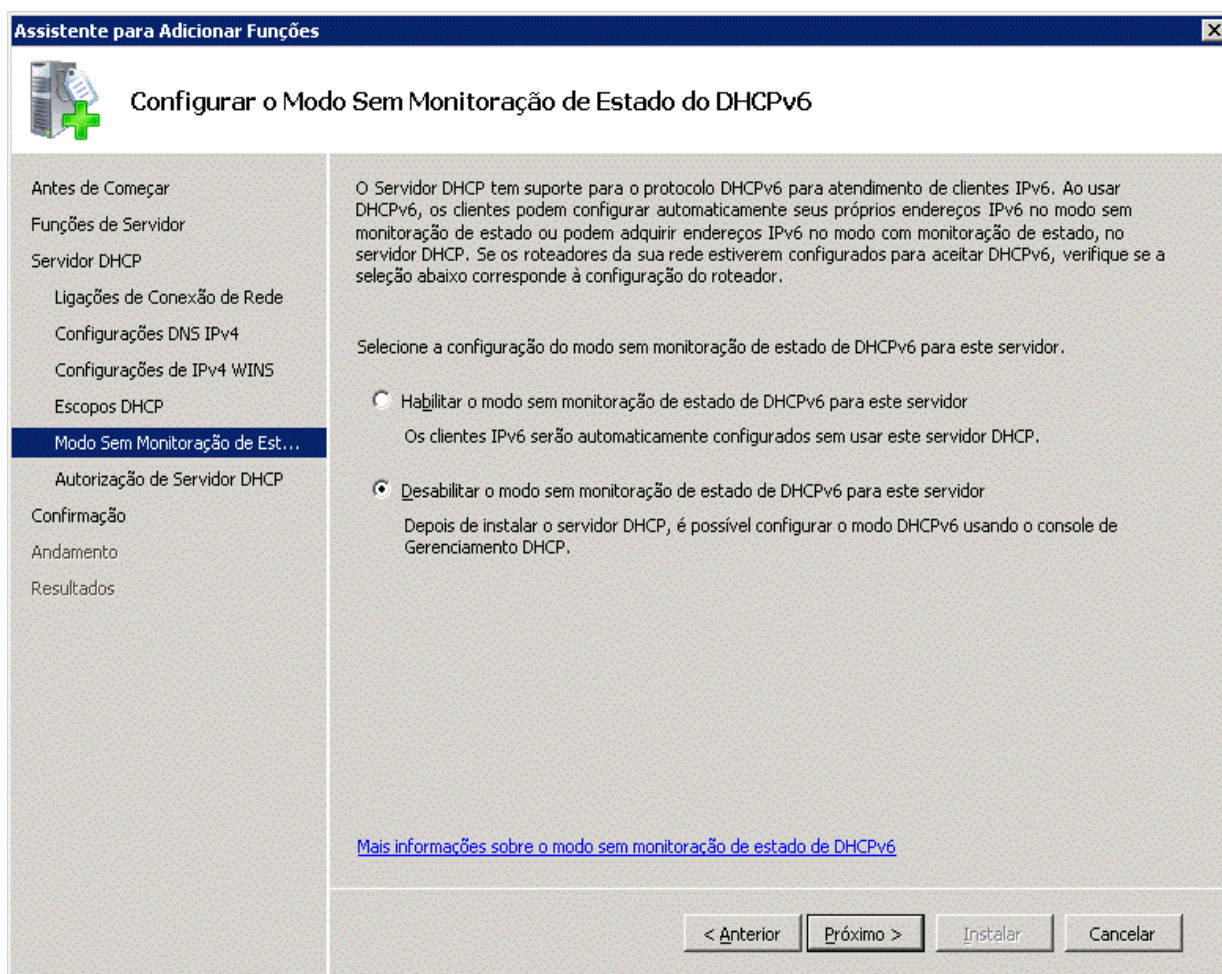 Assistente para Adicionar Funções
Configurar o Modo Sem Monitoração de Estado do DHCPv6
Antes de Começar
Funções de Servidor
Servidor DHCP
Ligações de Conexão de Rede
Configurações DNS IPv4
Configurações de IPv4 WINS
Escopos DHCP
Modo Sem Monitoração de Est...
Autorização de Servidor DHCP
Confirmação
Andamento
Resultados
O Servidor DHCP tem suporte para o protocolo DHCPv6 para atendimento de clientes IPv6. Ao usar
DHCPv6, os clientes podem configurar automaticamente seus próprios endereços IPv6 no modo sem
monitoração de estado ou podem adquirir endereços IPv6 no modo com monitoração de estado, no
servidor DHCP. Se os roteadores da sua rede estiverem configurados para aceitar DHCPv6, verifique se a
seleção abaixo corresponde à configuração do roteador.
Selecione a configuração do modo sem monitoração de estado de DHCPv6 para este servidor.
Habilitar o modo sem monitoração de estado de DHCPv6 para este servidor
Os clientes IPv6 serão automaticamente configurados sem usar este servidor DHCP.
Desabilitar o modo sem monitoração de estado de DHCPv6 para este servidor
Depois de instalar o servidor DHCP, é possível configurar o modo DHCPv6 usando o console de
Gerenciamento DHCP.
Mais informações sobre o modo sem monitoração de estado de DHCPv6
< Anterior
Próximo >
Instalar
Cancelar